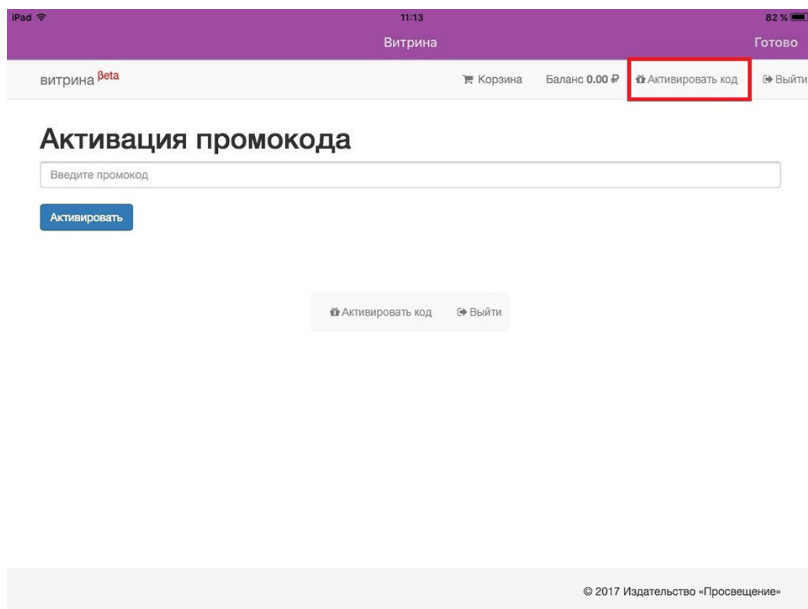 iPad 11:13 82 %
Витрина Готово
витрина βeta Корзина Баланс 0.00 ₽ Активировать код Выйти
Активация промокода
Введите промокод
Активировать
Активировать код Выйти
© 2017 Издательство «Просвещение»